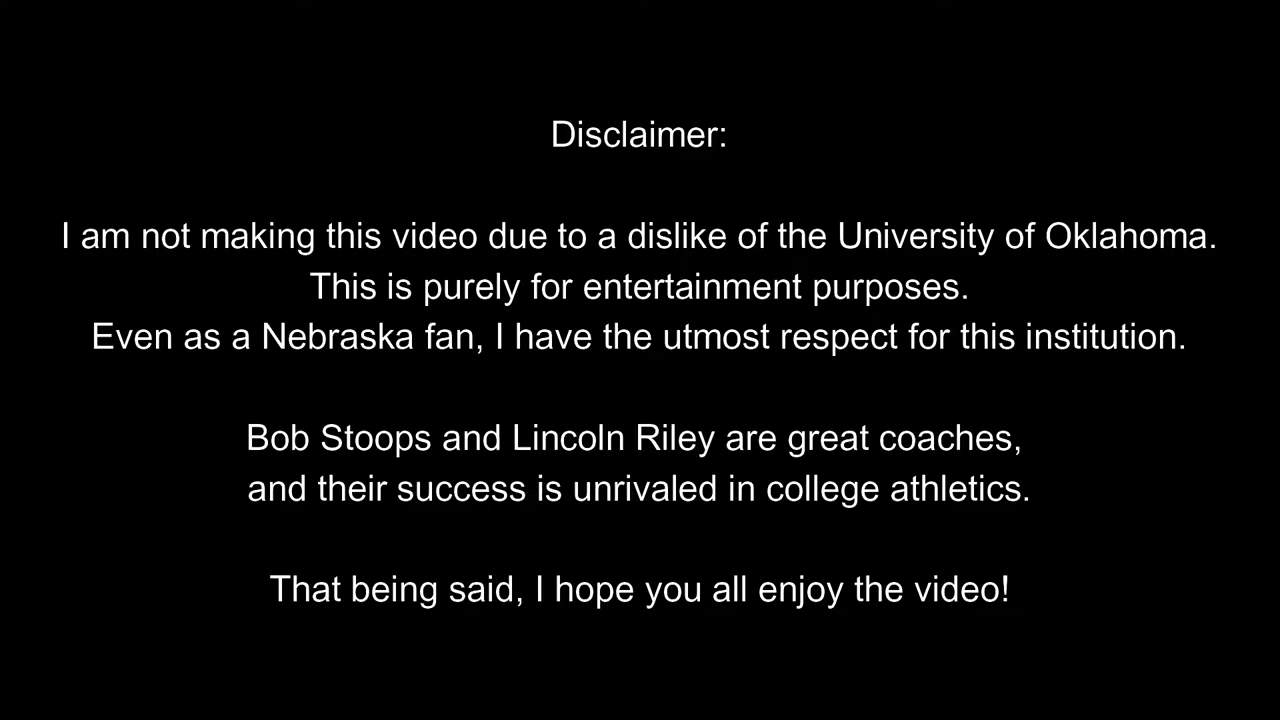 Disclaimer:
I am not making this video due to a dislike of the University of Oklahoma.
This is purely for entertainment purposes.
Even as a Nebraska fan, I have the utmost respect for this institution.
Bob Stoops and Lincoln Riley are great coaches,
and their success is unrivaled in college athletics.
That being said, I hope you all enjoy the video!